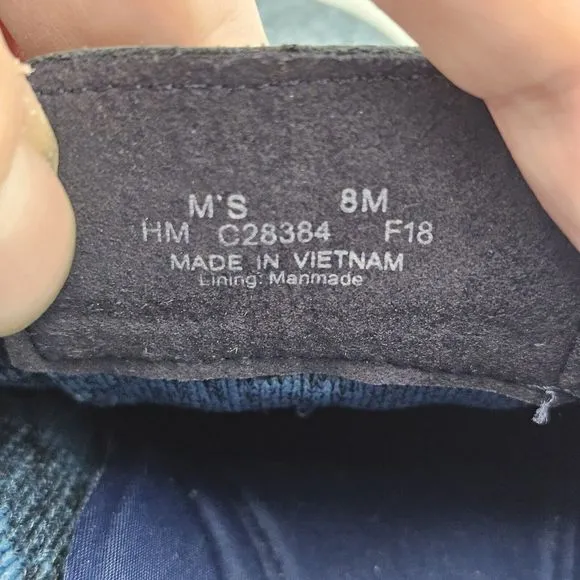 M'S 8M
HM C28384 F18
MADE IN VIETNAM
Lining: Manmade